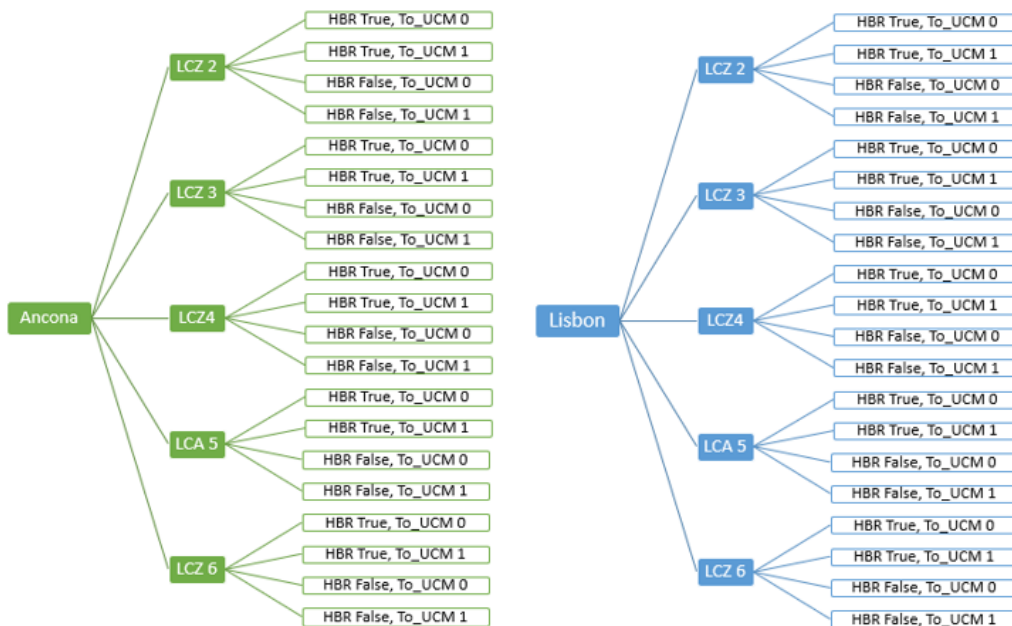 Ancona
LCZ 2
HBR True, To_UCM 0
HBR True, To_UCM 1
HBR False, To_UCM 0
HBR False, To_UCM 1
LCZ 3
HBR True, To_UCM 0
HBR True, To_UCM 1
HBR False, To_UCM 0
HBR False, To_UCM 1
LCZ4
HBR True, To_UCM 0
HBR True, To_UCM 1
HBR False, To_UCM 0
HBR False, To_UCM 1
LCA 5
HBR True, To_UCM 0
HBR True, To_UCM 1
HBR False, To_UCM 0
HBR False, To_UCM 1
LCZ 6
HBR True, To_UCM 0
HBR True, To_UCM 1
HBR False, To_UCM 0
HBR False, To_UCM 1
Lisbon
LCZ 2
HBR True, To_UCM 0
HBR True, To_UCM 1
HBR False, To_UCM 0
HBR False, To_UCM 1
LCZ 3
HBR True, To_UCM 0
HBR True, To_UCM 1
HBR False, To_UCM 0
HBR False, To_UCM 1
LCZ4
HBR True, To_UCM 0
HBR True, To_UCM 1
HBR False, To_UCM 0
HBR False, To_UCM 1
LCA 5
HBR True, To_UCM 0
HBR True, To_UCM 1
HBR False, To_UCM 0
HBR False, To_UCM 1
LCZ 6
HBR True, To_UCM 0
HBR True, To_UCM 1
HBR False, To_UCM 0
HBR False, To_UCM 1